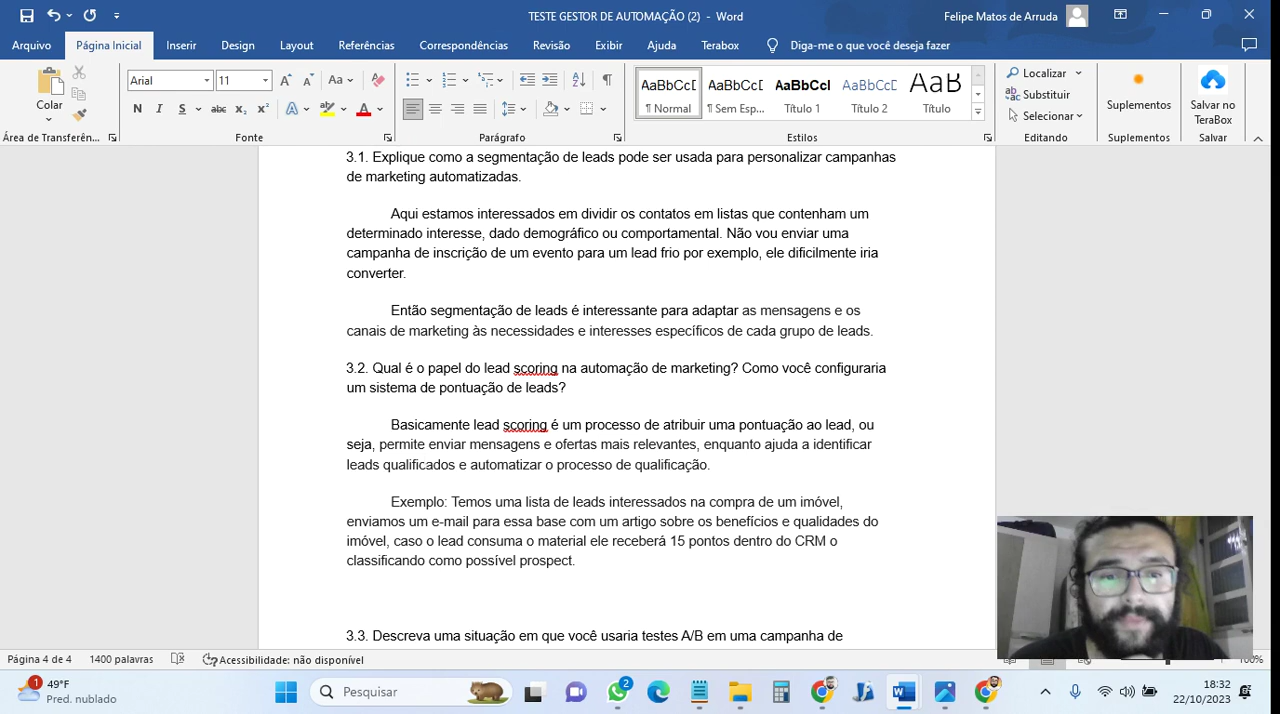 TESTE GESTOR DE AUTOMAÇÃO (2) - Word
Felipe Matos de Arruda
Arquivo Página Inicial Inserir Design Layout Referências Correspondências Revisão Exibir Ajuda Terabox Diga-me o que você deseja fazer
Colar
Área de Transferên...
Arial 11
Aa
N I S abc x₂ x² A A
Fonte
Parágrafo
AaBbCcD AaBbCcD AaBbCcI AaBbCcD AaB
¶ Normal ¶ Sem Esp... Título 1 Título 2 Título
Estilos
Localizar
Substituir
Selecionar
Editando
Suplementos
Suplementos
Salvar no
TeraBox
Salvar
3.1. Explique como a segmentação de leads pode ser usada para personalizar campanhas
de marketing automatizadas.
Aqui estamos interessados em dividir os contatos em listas que contenham um
determinado interesse, dado demográfico ou comportamental. Não vou enviar uma
campanha de inscrição de um evento para um lead frio por exemplo, ele dificilmente iria
converter.
Então segmentação de leads é interessante para adaptar as mensagens e os
canais de marketing às necessidades e interesses específicos de cada grupo de leads.
3.2. Qual é o papel do lead scoring na automação de marketing? Como você configuraria
um sistema de pontuação de leads?
Basicamente lead scoring é um processo de atribuir uma pontuação ao lead, ou
seja, permite enviar mensagens e ofertas mais relevantes, enquanto ajuda a identificar
leads qualificados e automatizar o processo de qualificação.
Exemplo: Temos uma lista de leads interessados na compra de um imóvel,
enviamos um e-mail para essa base com um artigo sobre os benefícios e qualidades do
imóvel, caso o lead consuma o material ele receberá 15 pontos dentro do CRM o
classificando como possível prospect.
3.3. Descreva uma situação em que você usaria testes A/B em uma campanha de
Página 4 de 4 1400 palavras Acessibilidade: não disponível
100%
1
49°F
Pred. nublado
Pesquisar
2
18:32
22/10/2023